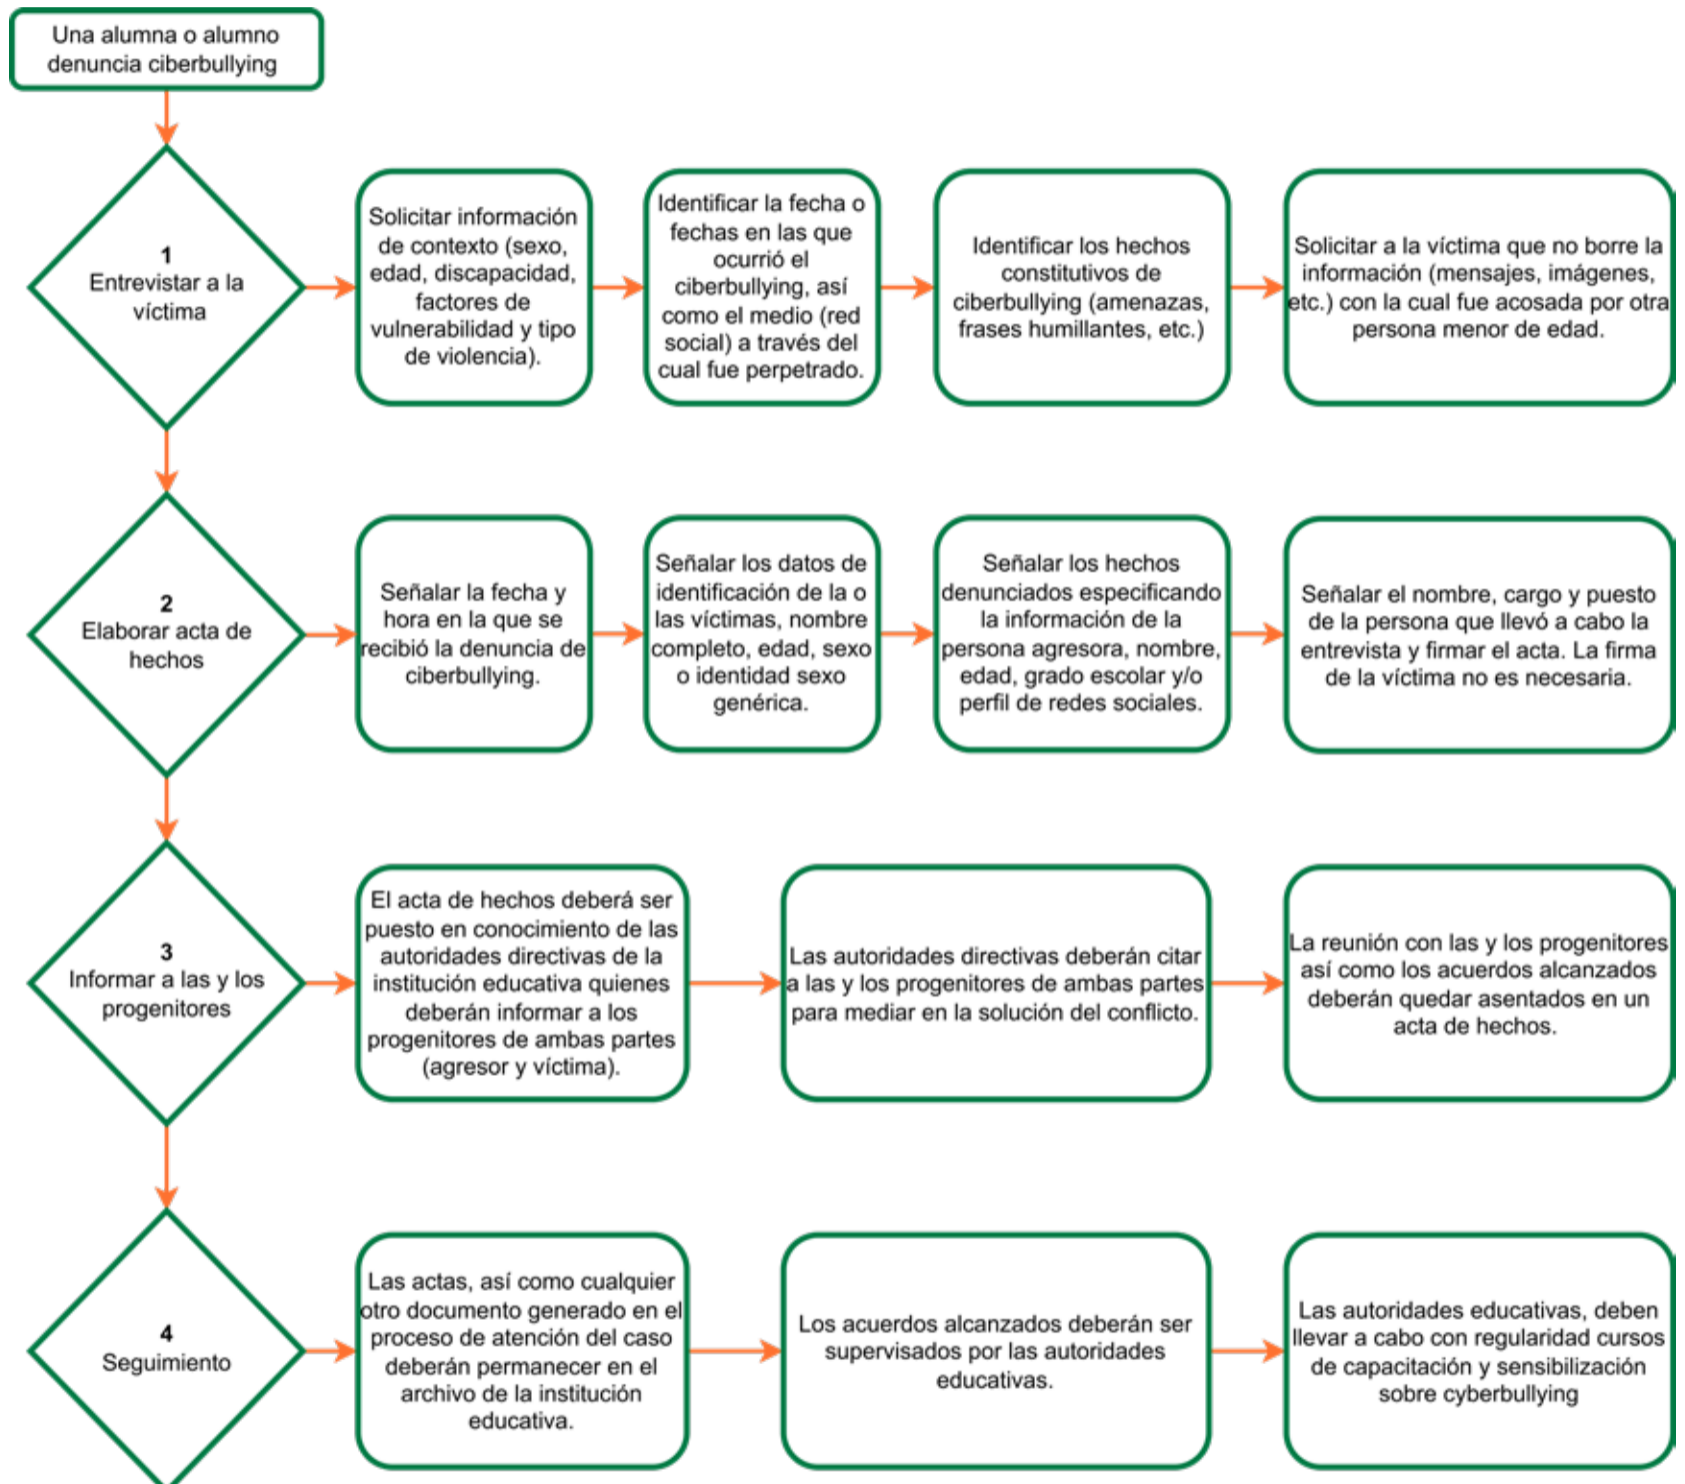 Una alumna o alumno
denuncia ciberbullying
1
Entrevistar a la
víctima
Solicitar información
de contexto (sexo,
edad, discapacidad,
factores de
vulnerabilidad y tipo
de violencia).
Identificar la fecha o
fechas en las que
ocurrió el
ciberbullying, así
como el medio (red
social) a través del
cual fue perpetrado.
Identificar los hechos
constitutivos de
ciberbullying (amenazas,
frases humillantes, etc.)
Solicitar a la víctima que no borre la
información (mensajes, imágenes,
etc.) con la cual fue acosada por otra
persona menor de edad.
2
Elaborar acta de
hechos
Señalar la fecha y
hora en la que se
recibió la denuncia de
ciberbullying.
Señalar los datos de
identificación de la o
las víctimas, nombre
completo, edad, sexo
o identidad sexo
genérica.
Señalar los hechos
denunciados especificando
la información de la
persona agresora, nombre,
edad, grado escolar y/o
perfil de redes sociales.
Señalar el nombre, cargo y puesto
de la persona que llevó a cabo la
entrevista y firmar el acta. La firma
de la víctima no es necesaria.
3
Informar a las y los
progenitores
El acta de hechos deberá ser
puesto en conocimiento de las
autoridades directivas de la
institución educativa quienes
deberán informar a los
progenitores de ambas partes
(agresor y víctima).
Las autoridades directivas deberán citar
a las y los progenitores de ambas partes
para mediar en la solución del conflicto.
La reunión con las y los progenitores
así como los acuerdos alcanzados
deberán quedar asentados en un
acta de hechos.
4
Seguimiento
Las actas, así como cualquier
otro documento generado en el
proceso de atención del caso
deberán permanecer en el
archivo de la institución
educativa.
Los acuerdos alcanzados deberán ser
supervisados por las autoridades
educativas.
Las autoridades educativas, deben
llevar a cabo con regularidad cursos
de capacitación y sensibilización
sobre cyberbullying